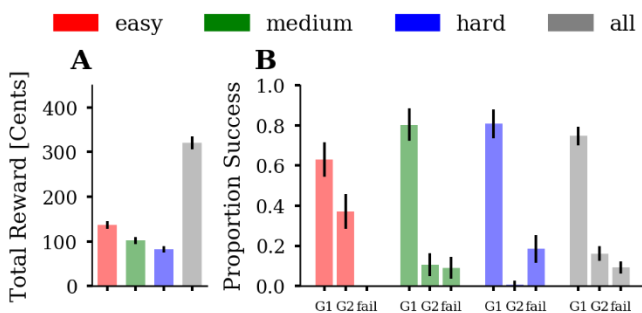 easy medium hard all
A B
Total Reward [Cents]
400
300
200
100
0
Proportion Success
1.0
0.8
0.6
0.4
0.2
0.0
G1 G2 fail G1 G2 fail G1 G2 fail G1 G2 fail